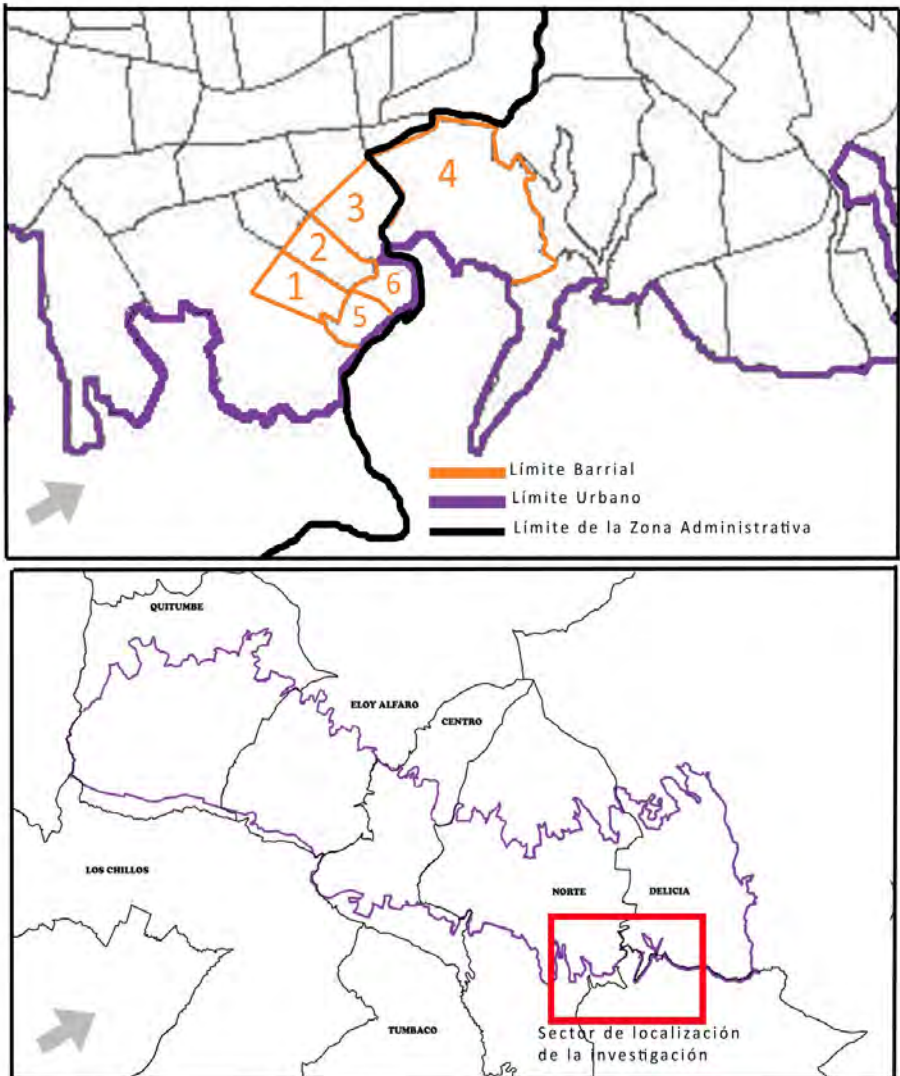 4
3
2
1
6
5
Límite Barrial
Límite Urbano
Límite de la Zona Administrativa
QUITUMBE
ELOY ALFARO
CENTRO
LOS CHILLOS
NORTE
DELICIA
TUMBACO
Sector de localización
de la investigación